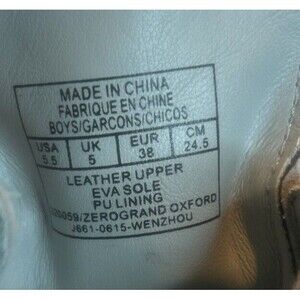 MADE IN CHINA
FABRIQUE EN CHINE
BOYS/GARCONS/CHICOS
USA UK EUR CM
5.5 5 38 24.5
LEATHER UPPER
EVA SOLE
PU LINING
OXFORD
J661-0615-WENZHOU